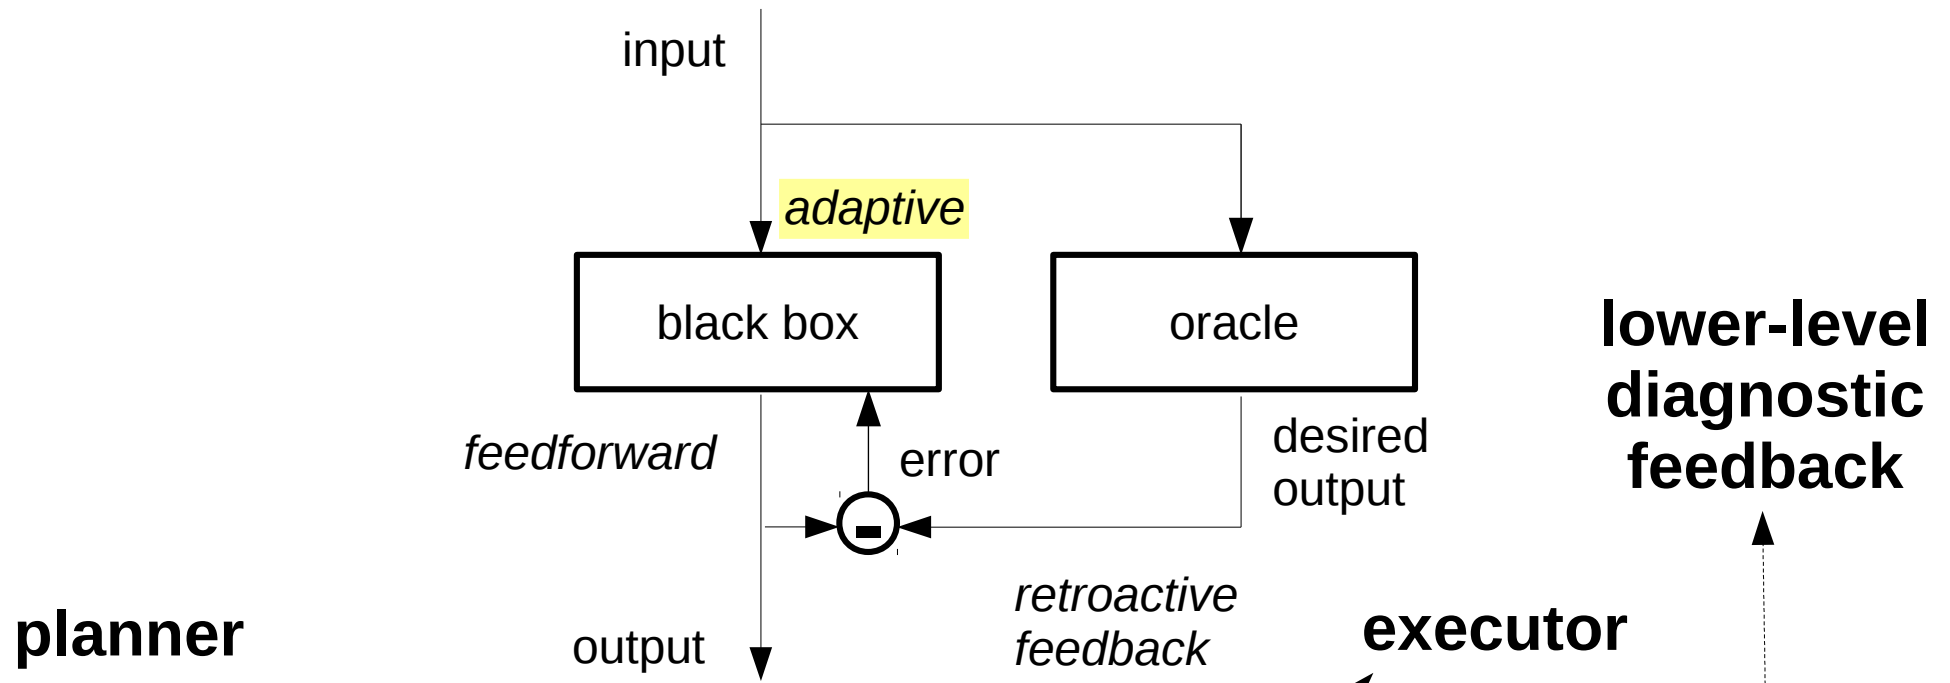 input
adaptive
black box
oracle
lower-level
diagnostic
feedback
feedforward
error
desired
output
retroactive
feedback
planner
output
executor